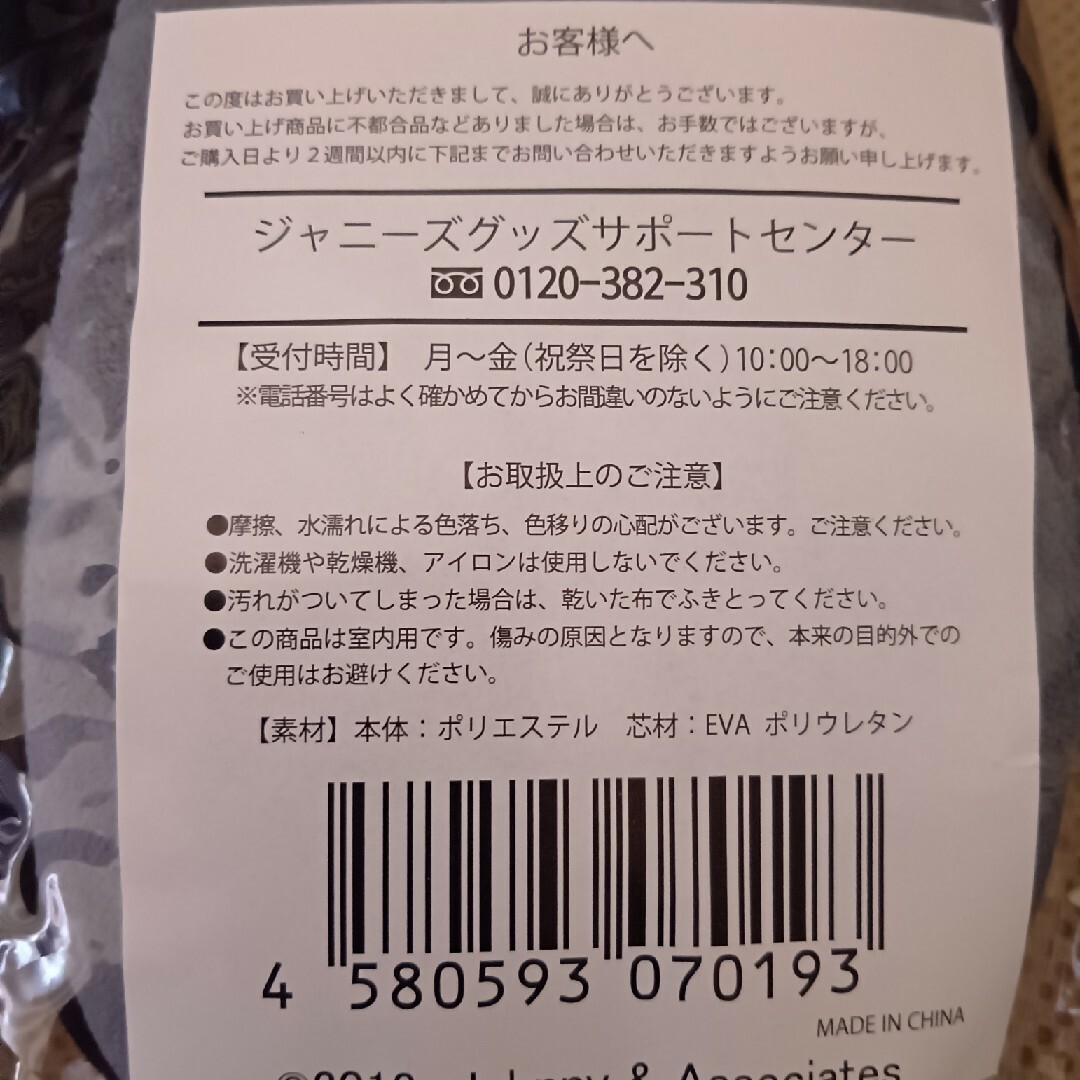 お客様へ
この度はお買い上げいただきまして、誠にありがとうございます。
お買い上げ商品に不都合品などありました場合は、お手数ではございますが、
ご購入日より2週間以内に下記までお問い合わせいただきますようお願い申し上げます。
ジャニーズグッズサポートセンター
0120-382-310
【受付時間】 月~金(祝祭日を除く)10:00~18:00
※電話番号はよく確かめてからお間違いのないようにご注意ください。
【お取扱上のご注意】
●摩擦、水濡れによる色落ち、色移りの心配がございます。ご注意ください。
●洗濯機や乾燥機、アイロンは使用しないでください。
●汚れがついてしまった場合は、乾いた布でふきとってください。
●この商品は室内用です。傷みの原因となりますので、本来の目的外での
ご使用はお避けください。
【素材】本体:ポリエステル 芯材:EVA ポリウレタン
4 580593 070193
MADE IN CHINA
& Associates